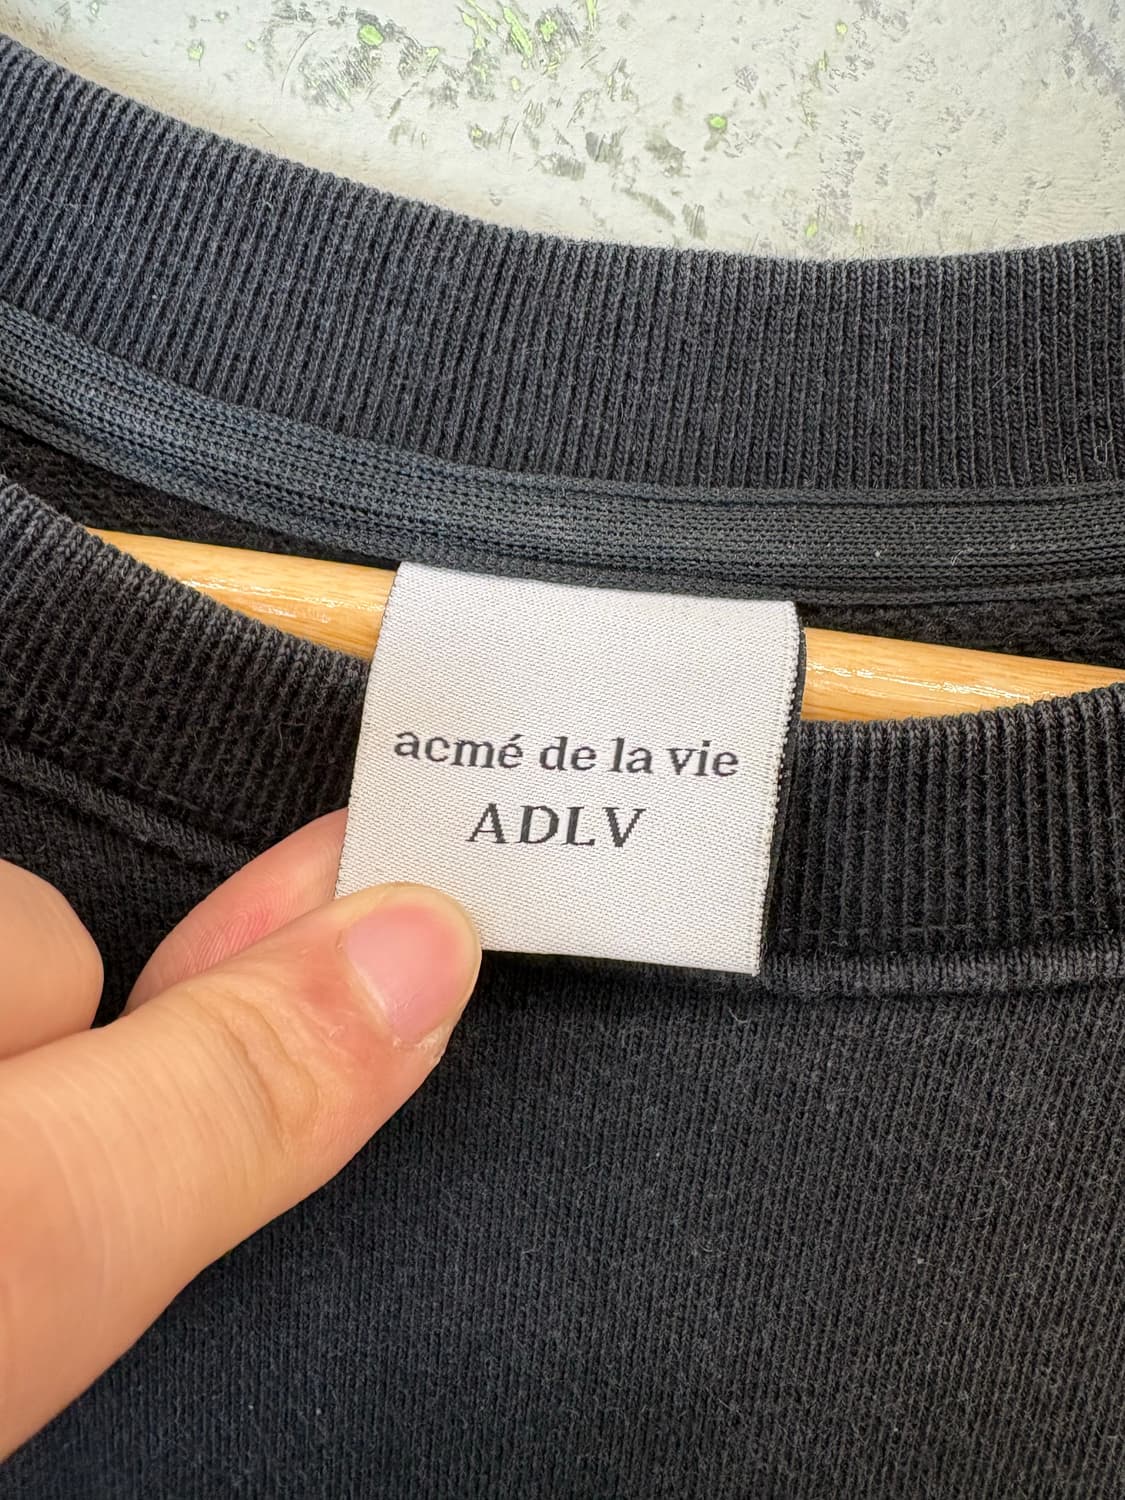 acmé de la vie
ADLV